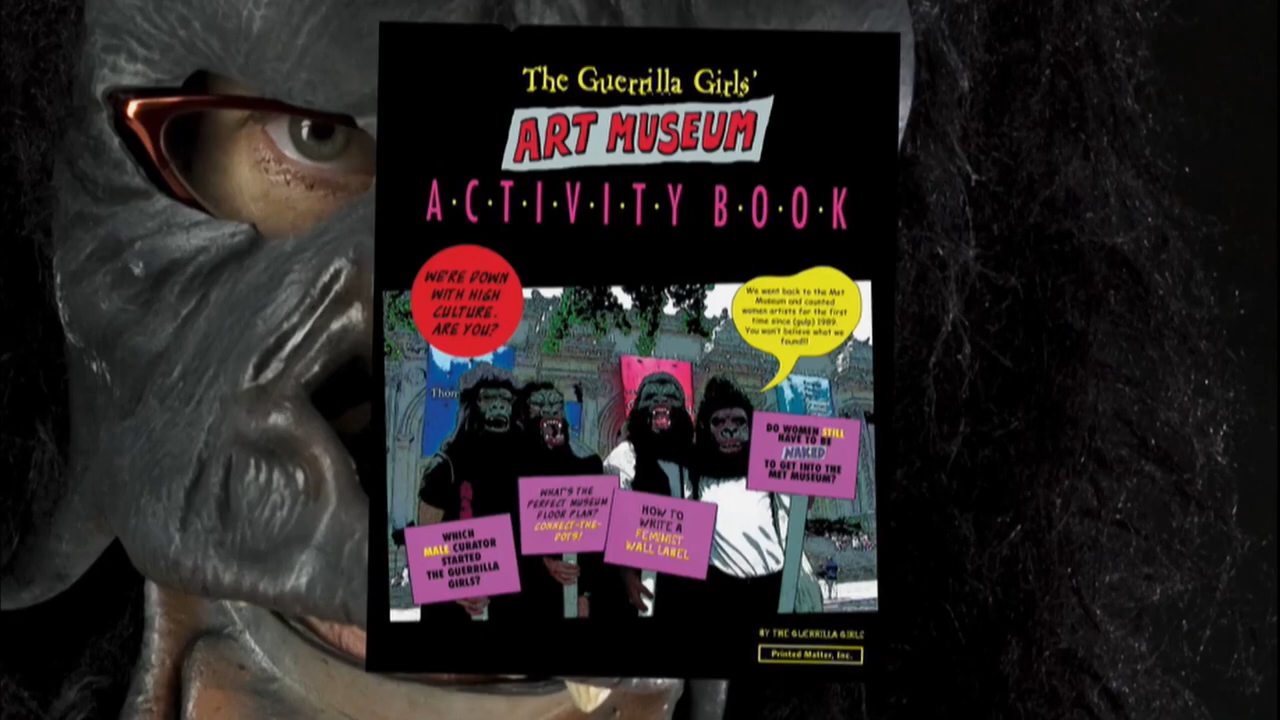 The Guerrilla Girls'
ART MUSEUM
A·C·T·I·V·I·T·Y B·O·O·K
WE'RE DOWN
WITH HIGH
CULTURE.
ARE YOU?
We went back to the Met
Museum and counted
women artists for the first
time since (gulp) 1989.
You won't believe what we
found!!!
Thom
DO WOMEN STILL
HAVE TO BE
NAKED
TO GET INTO THE
MET MUSEUM?
WHAT'S THE
PERFECT MUSEUM
FLOOR PLAN?
CONNECT-THE-
DOTS!
HOW TO
WRITE A
FEMINIST
WALL LABEL
WHICH
MALE CURATOR
STARTED
THE GUERRILLA
GIRLS?
BY THE GUERRILLA GIRLS
Printed Matter, Inc.